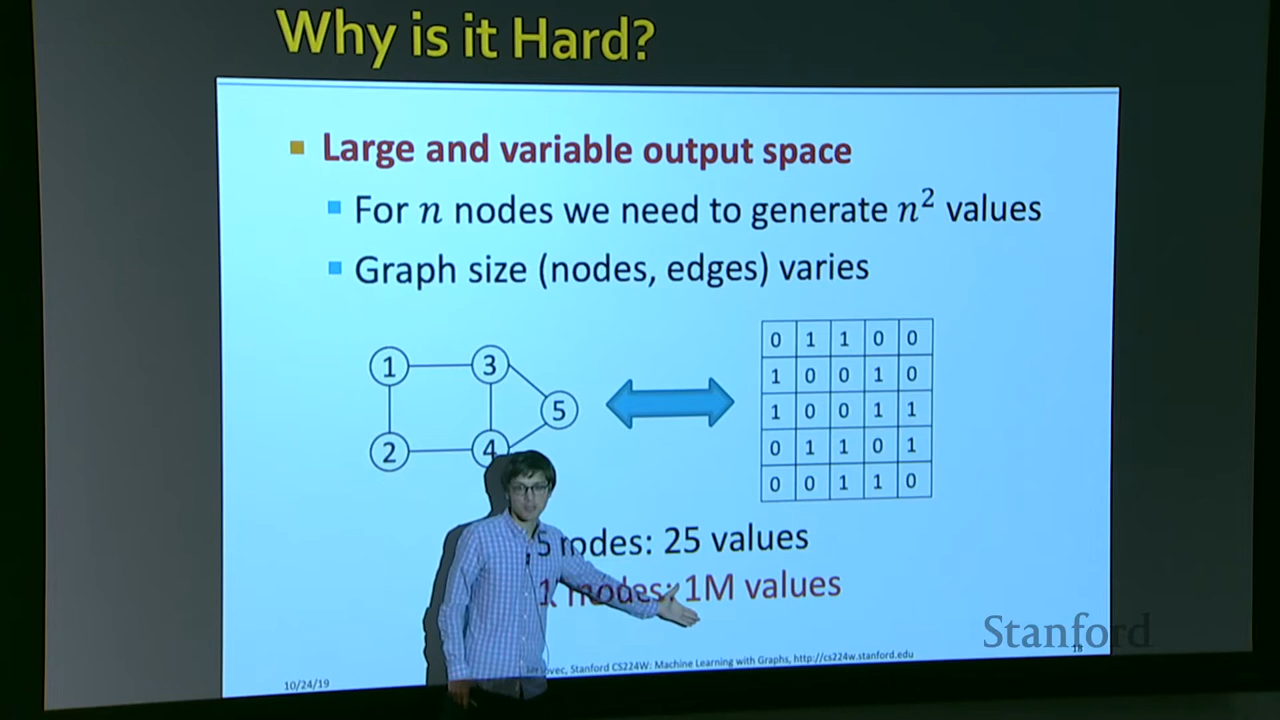 Why is it Hard?
Large and variable output space
For n nodes we need to generate n² values
Graph size (nodes, edges) varies
1 3
5
2 4
0 1 1 0 0
1 0 0 1 0
1 0 0 1 1
0 1 1 0 1
0 0 1 1 0
5 nodes: 25 values
nodes: 1M values
Stanford
18
Stanford CS224W: Machine Learning with Graphs, http://cs224w.stanford.edu
10/24/19